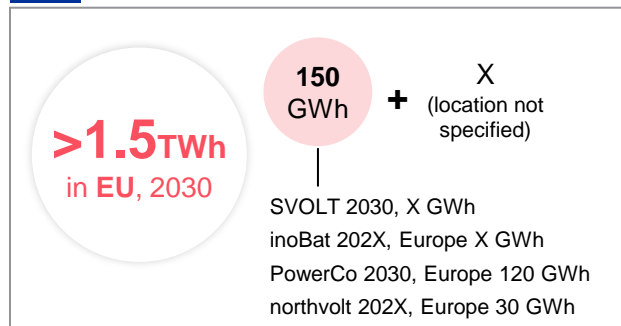 >1.5TWh
in EU, 2030
150
GWh
+
X
(location not
specified)
SVOLT 2030, X GWh
inoBat 202X, Europe X GWh
PowerCo 2030, Europe 120 GWh
northvolt 202X, Europe 30 GWh